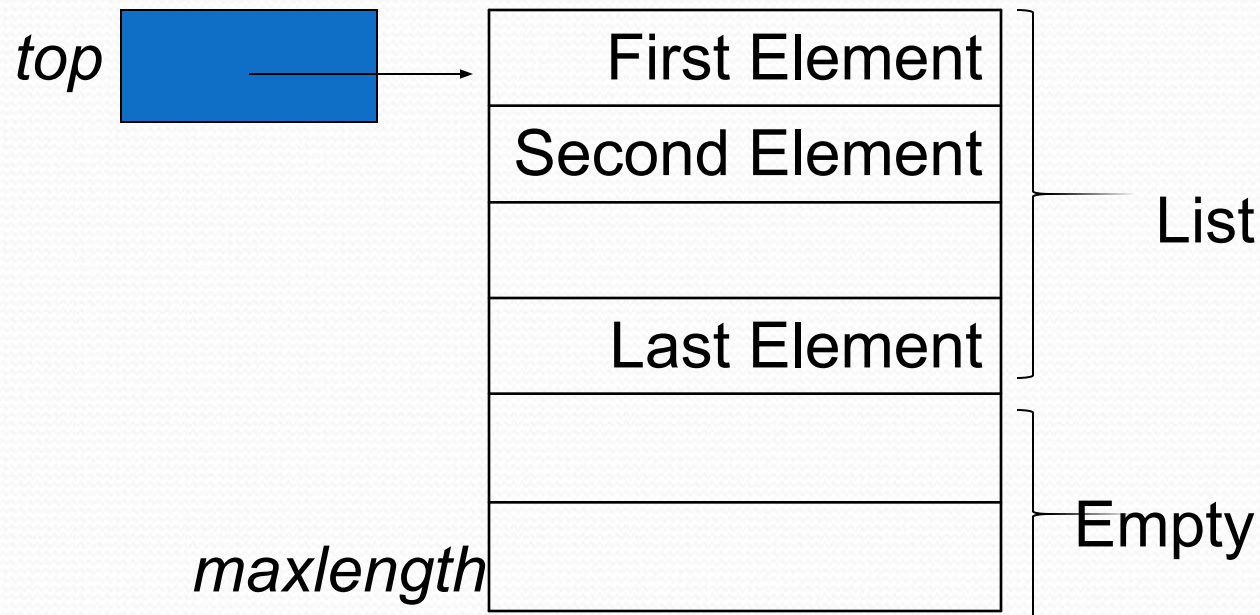 top
First Element
Second Element
List
Last Element
Empty
maxlength